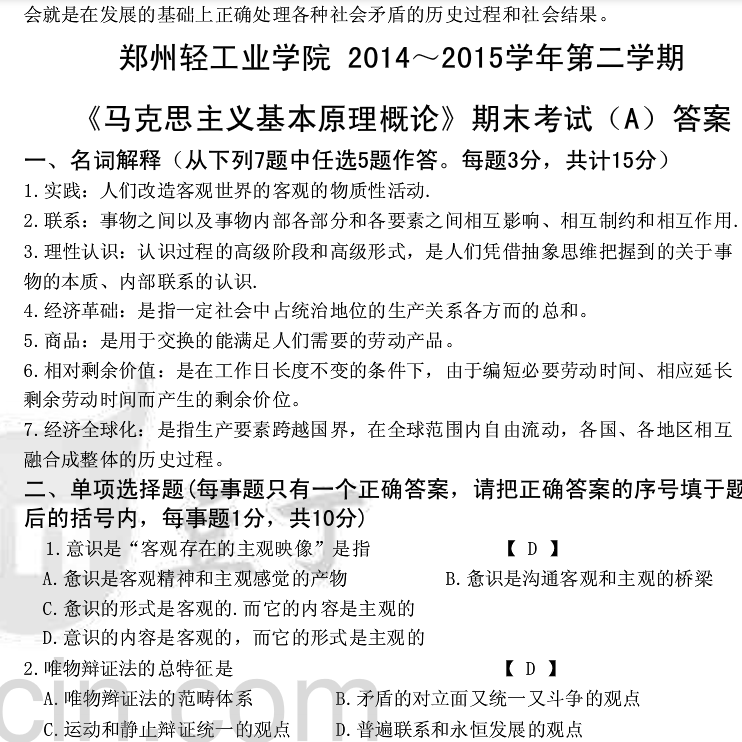 会就是在发展的基础上正确处理各种社会矛盾的历史过程和社会结果。
郑州轻工业学院 2014～2015学年第二学期
《马克思主义基本原理概论》期末考试（A）答案
一、名词解释（从下列7题中任选5题作答。每题3分，共计15分）
1.实践：人们改造客观世界的客观的物质性活动.
2.联系：事物之间以及事物内部各部分和各要素之间相互影响、相互制约和相互作用.
3.理性认识：认识过程的高级阶段和高级形式，是人们凭借抽象思维把握到的关于事
物的本质、内部联系的认识.
4.经济革础：是指一定社会中占统治地位的生产关系各方而的总和。
5.商品：是用于交换的能满足人们需要的劳动产品。
6.相对剩余价值：是在工作日长度不变的条件下，由于编短必要劳动时间、相应延长
剩余劳动时间而产生的剩余价位。
7.经济全球化：是指生产要素跨越国界，在全球范围内自由流动，各国、各地区相互
融合成整体的历史过程。
二、单项选择题(每事题只有一个正确答案，请把正确答案的序号填于题
后的括号内，每事题1分，共10分)
1.意识是“客观存在的主观映像”是指 【 D 】
A.惫识是客观精神和主观感觉的产物 B.惫识是沟通客观和主观的桥梁
C.惫识的形式是客观的.而它的内容是主观的
D.意识的内容是客观的，而它的形式是主观的
2.唯物辩证法的总特征是 【 D 】
A.唯物辫证法的范畴体系 B.矛盾的对立面又统一又斗争的观点
C.运动和静止辩证统一的观点 D.普遍联系和永恒发展的观点
cin.com